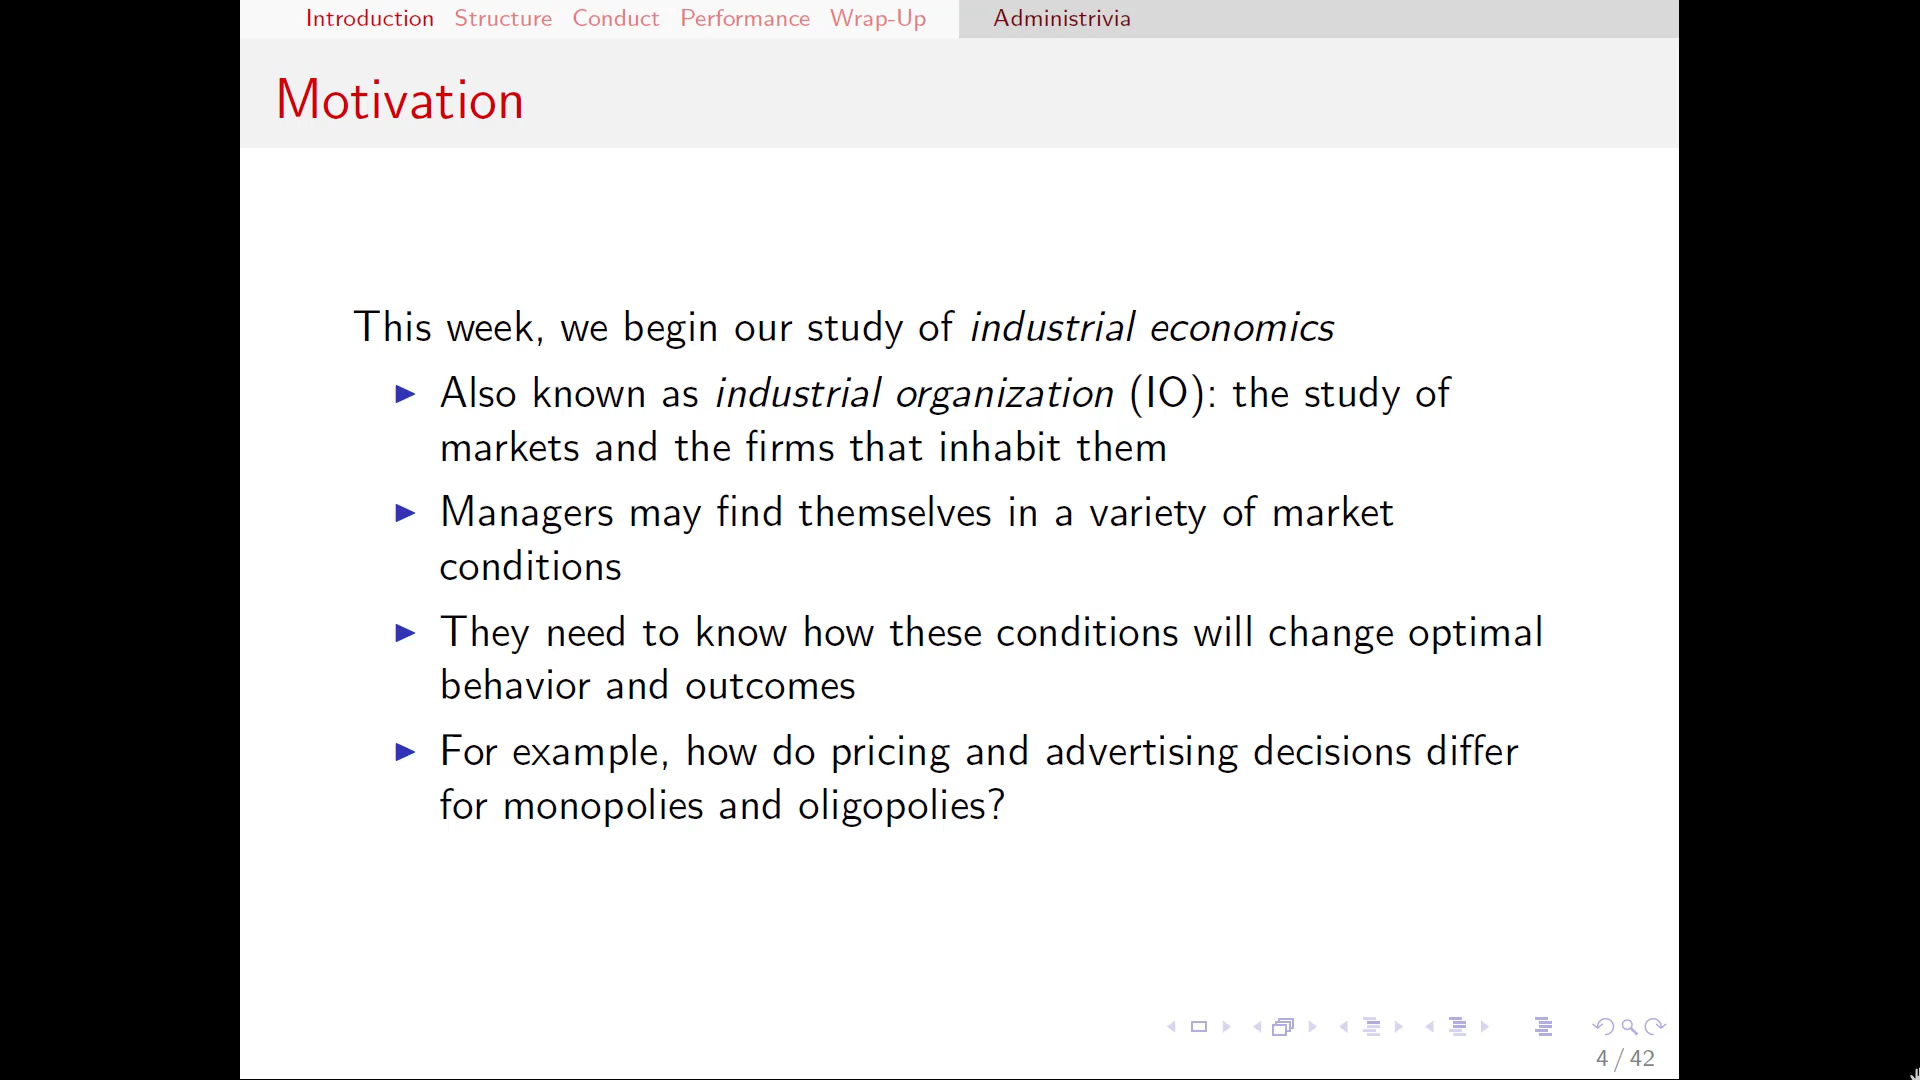 Introduction Structure Conduct Performance Wrap-Up Administrivia
Motivation
This week, we begin our study of industrial economics
Also known as industrial organization (IO): the study of
markets and the firms that inhabit them
Managers may find themselves in a variety of market
conditions
They need to know how these conditions will change optimal
behavior and outcomes
For example, how do pricing and advertising decisions differ
for monopolies and oligopolies?
4 / 42